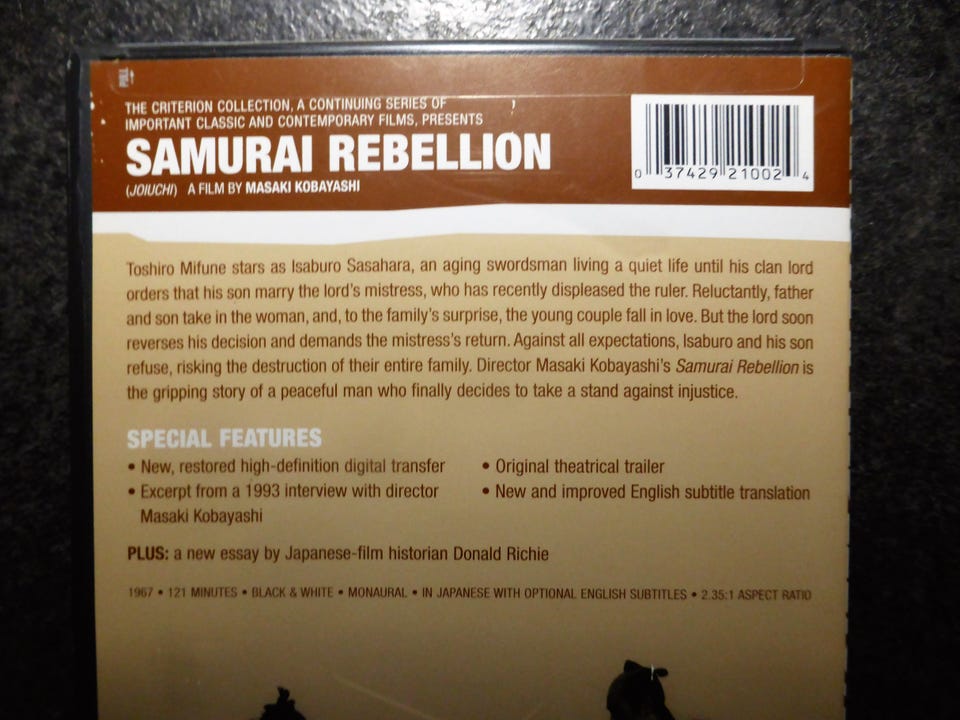 PULL
THE CRITERION COLLECTION, A CONTINUING SERIES OF
IMPORTANT CLASSIC AND CONTEMPORARY FILMS, PRESENTS
SAMURAI REBELLION
(JOIUCHI) A FILM BY MASAKI KOBAYASHI
0 37429 21002 4
Toshiro Mifune stars as Isaburo Sasahara, an aging swordsman living a quiet life until his clan lord
orders that his son marry the lord's mistress, who has recently displeased the ruler. Reluctantly, father
and son take in the woman, and, to the family's surprise, the young couple fall in love. But the lord soon
reverses his decision and demands the mistress's return. Against all expectations, Isaburo and his son
refuse, risking the destruction of their entire family. Director Masaki Kobayashi's Samurai Rebellion is
the gripping story of a peaceful man who finally decides to take a stand against injustice.
SPECIAL FEATURES
• New, restored high-definition digital transfer
• Excerpt from a 1993 interview with director
Masaki Kobayashi
• Original theatrical trailer
• New and improved English subtitle translation
PLUS: a new essay by Japanese-film historian Donald Richie
1967 • 121 MINUTES • BLACK & WHITE • MONAURAL • IN JAPANESE WITH OPTIONAL ENGLISH SUBTITLES • 2.35:1 ASPECT RATIO